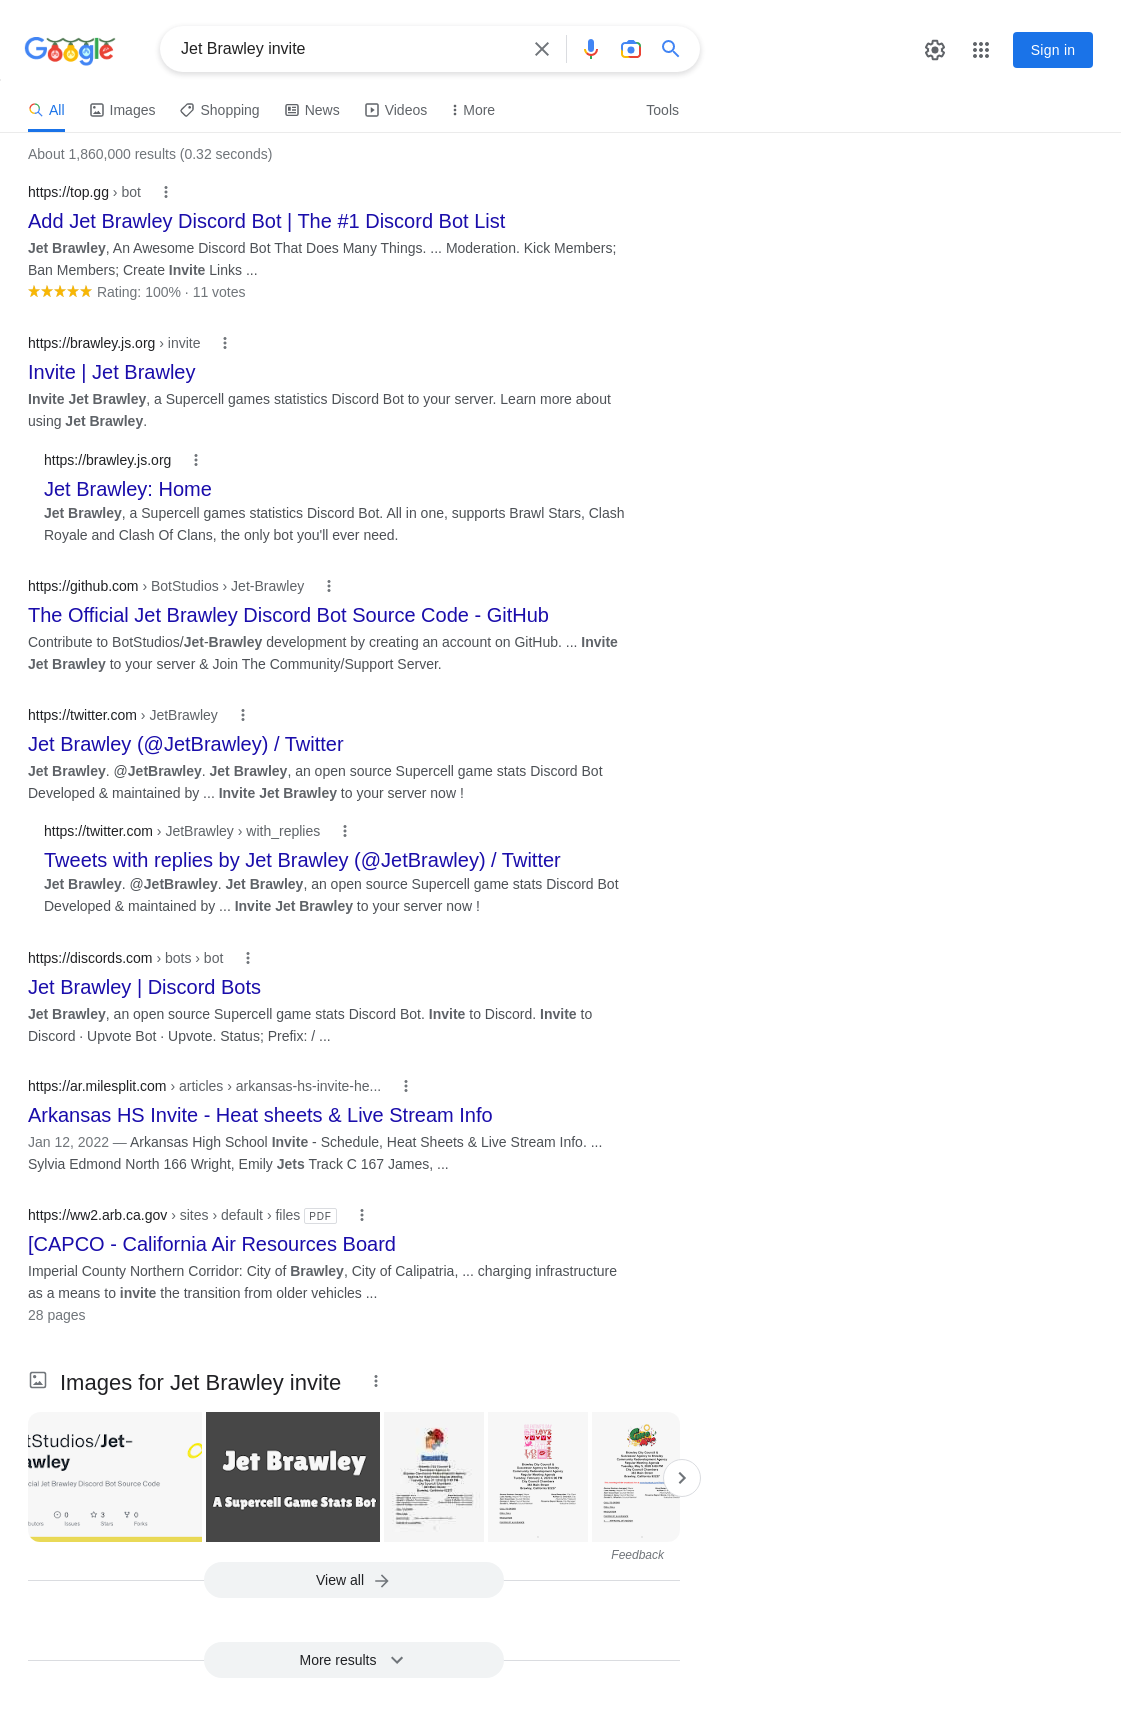 Google
Jet Brawley invite
Sign in
All
Images
Shopping
News
Videos
More
Tools
About 1,860,000 results (0.32 seconds)
https://top.gg › bot
Add Jet Brawley Discord Bot | The #1 Discord Bot List
Jet Brawley, An Awesome Discord Bot That Does Many Things. ... Moderation. Kick Members;
Ban Members; Create Invite Links ...
Rating: 100% · 11 votes
https://brawley.js.org › invite
Invite | Jet Brawley
Invite Jet Brawley, a Supercell games statistics Discord Bot to your server. Learn more about
using Jet Brawley.
https://brawley.js.org
Jet Brawley: Home
Jet Brawley, a Supercell games statistics Discord Bot. All in one, supports Brawl Stars, Clash
Royale and Clash Of Clans, the only bot you'll ever need.
https://github.com › BotStudios › Jet-Brawley
The Official Jet Brawley Discord Bot Source Code - GitHub
Contribute to BotStudios/Jet-Brawley development by creating an account on GitHub. ... Invite
Jet Brawley to your server & Join The Community/Support Server.
https://twitter.com › JetBrawley
Jet Brawley (@JetBrawley) / Twitter
Jet Brawley. @JetBrawley. Jet Brawley, an open source Supercell game stats Discord Bot
Developed & maintained by ... Invite Jet Brawley to your server now !
https://twitter.com › JetBrawley › with_replies
Tweets with replies by Jet Brawley (@JetBrawley) / Twitter
Jet Brawley. @JetBrawley. Jet Brawley, an open source Supercell game stats Discord Bot
Developed & maintained by ... Invite Jet Brawley to your server now !
https://discords.com › bots › bot
Jet Brawley | Discord Bots
Jet Brawley, an open source Supercell game stats Discord Bot. Invite to Discord. Invite to
Discord · Upvote Bot · Upvote. Status; Prefix: / ...
https://ar.milesplit.com › articles › arkansas-hs-invite-he...
Arkansas HS Invite - Heat sheets & Live Stream Info
Jan 12, 2022 — Arkansas High School Invite - Schedule, Heat Sheets & Live Stream Info. ...
Sylvia Edmond North 166 Wright, Emily Jets Track C 167 James, ...
https://ww2.arb.ca.gov › sites › default › files PDF
[CAPCO - California Air Resources Board
Imperial County Northern Corridor: City of Brawley, City of Calipatria, ... charging infrastructure
as a means to invite the transition from older vehicles ...
28 pages
Images for Jet Brawley invite
tStudios/Jet-
awley
cial Jet Brawley Discord Bot Source Code
0
3
0
Issues
Stars
Forks
Jet Brawley
A Supercell Game Stats Bot
Feedback
View all
More results